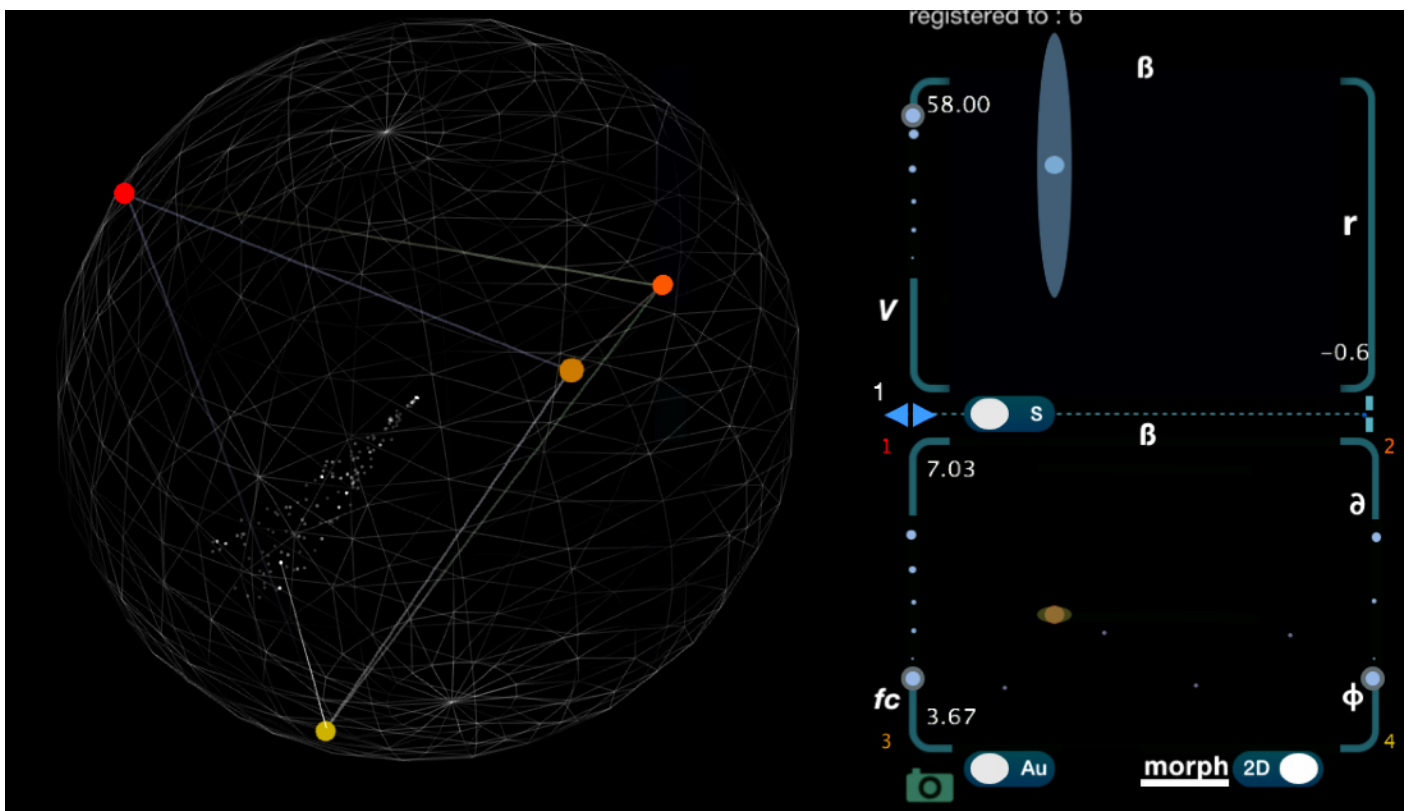 registered to : 6
ß
58.00
r
V
-0.6
1
S
ß
1
2
7.03
∂
fc
ϕ
3.67
3
4
Au
morph
2D